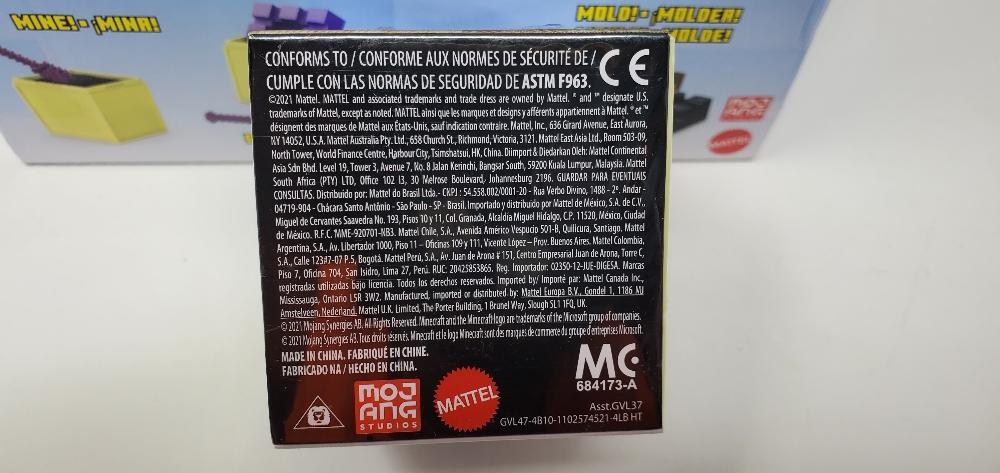 MINE! • ¡MINA!
MOLD! • ¡MOLDEA!
¡MOLDE!
MOJ
ANG
MATTEL
CONFORMS TO / CONFORME AUX NORMES DE SÉCURITÉ DE /
CUMPLE CON LAS NORMAS DE SEGURIDAD DE ASTM F963.
CE
©2021 Mattel. MATTEL and associated trademarks and trade dress are owned by Mattel. ® and ™ designate U.S.
trademarks of Mattel, except as noted. MATTEL ainsi que les marques et designs y afférents appartiennent à Mattel. ® et ™
désignent des marques de Mattel aux États-Unis, sauf indication contraire. Mattel, Inc., 636 Girard Avenue, East Aurora,
NY 14052, U.S.A. Mattel Australia Pty. Ltd., 658 Church St., Richmond, Victoria, 3121. Mattel East Asia Ltd., Room 503-09,
North Tower, World Finance Centre, Harbour City, Tsimshatsui, HK, China. Diimport & Diedarkan Oleh: Mattel Continental
Asia Sdn Bhd. Level 19, Tower 3, Avenue 7, No. 8 Jalan Kerinchi, Bangsar South, 59200 Kuala Lumpur, Malaysia. Mattel
South Africa (PTY) LTD, Office 102 I3, 30 Melrose Boulevard, Johannesburg 2196. GUARDAR PARA EVENTUAIS
CONSULTAS. Distribuido por: Mattel do Brasil Ltda.- CNPJ : 54.558.002/0001-20 - Rua Verbo Divino, 1488 - 2º. Andar -
04719-904 - Chácara Santo Antônio - São Paulo - SP - Brasil. Importado y distribuido por Mattel de México, S.A. de C.V.,
Miguel de Cervantes Saavedra No. 193, Pisos 10 y 11, Col. Granada, Alcaldía Miguel Hidalgo, C.P. 11520, México, Ciudad
de México. R.F.C. MME-920701-NB3. Mattel Chile, S.A., Avenida Américo Vespucio 501-B, Quilicura, Santiago. Mattel
Argentina, S.A., Av. Libertador 1000, Piso 11 – Oficinas 109 y 111, Vicente López – Prov. Buenos Aires. Mattel Colombia,
S.A., Calle 123#7-07 P.5, Bogotá. Mattel Perú, S.A., Av. Juan de Arona # 151, Centro Empresarial Juan de Arona, Torre C,
Piso 7, Oficina 704, San Isidro, Lima 27, Perú. RUC: 20425853865. Reg. Importador: 02350-12-JUE-DIGESA. Marcas
registradas utilizadas bajo licencia. Todos los derechos reservados. Imported by/ Importé par: Mattel Canada Inc.,
Mississauga, Ontario L5R 3W2. Manufactured, imported or distributed by: Mattel Europa B.V., Gondel 1, 1186 MJ
Amstelveen, Nederland. Mattel U.K. Limited, The Porter Building, 1 Brunel Way, Slough SL1 1FQ, UK.
© 2021 Mojang Synergies AB. All Rights Reserved. Minecraft and the Minecraft logo are trademarks of the Microsoft group of companies.
© 2021 Mojang Synergies AB. Tous droits réservés. Minecraft et le logo Minecraft sont des marques de commerce du groupe d'entreprises Microsoft.
MADE IN CHINA. FABRIQUÉ EN CHINE.
FABRICADO NA / HECHO EN CHINA.
MOJ
ANG
STUDIOS
MATTEL
MC
684173-A
Asst.GVL37
GVL47-4B10-1102574521-4LB HT